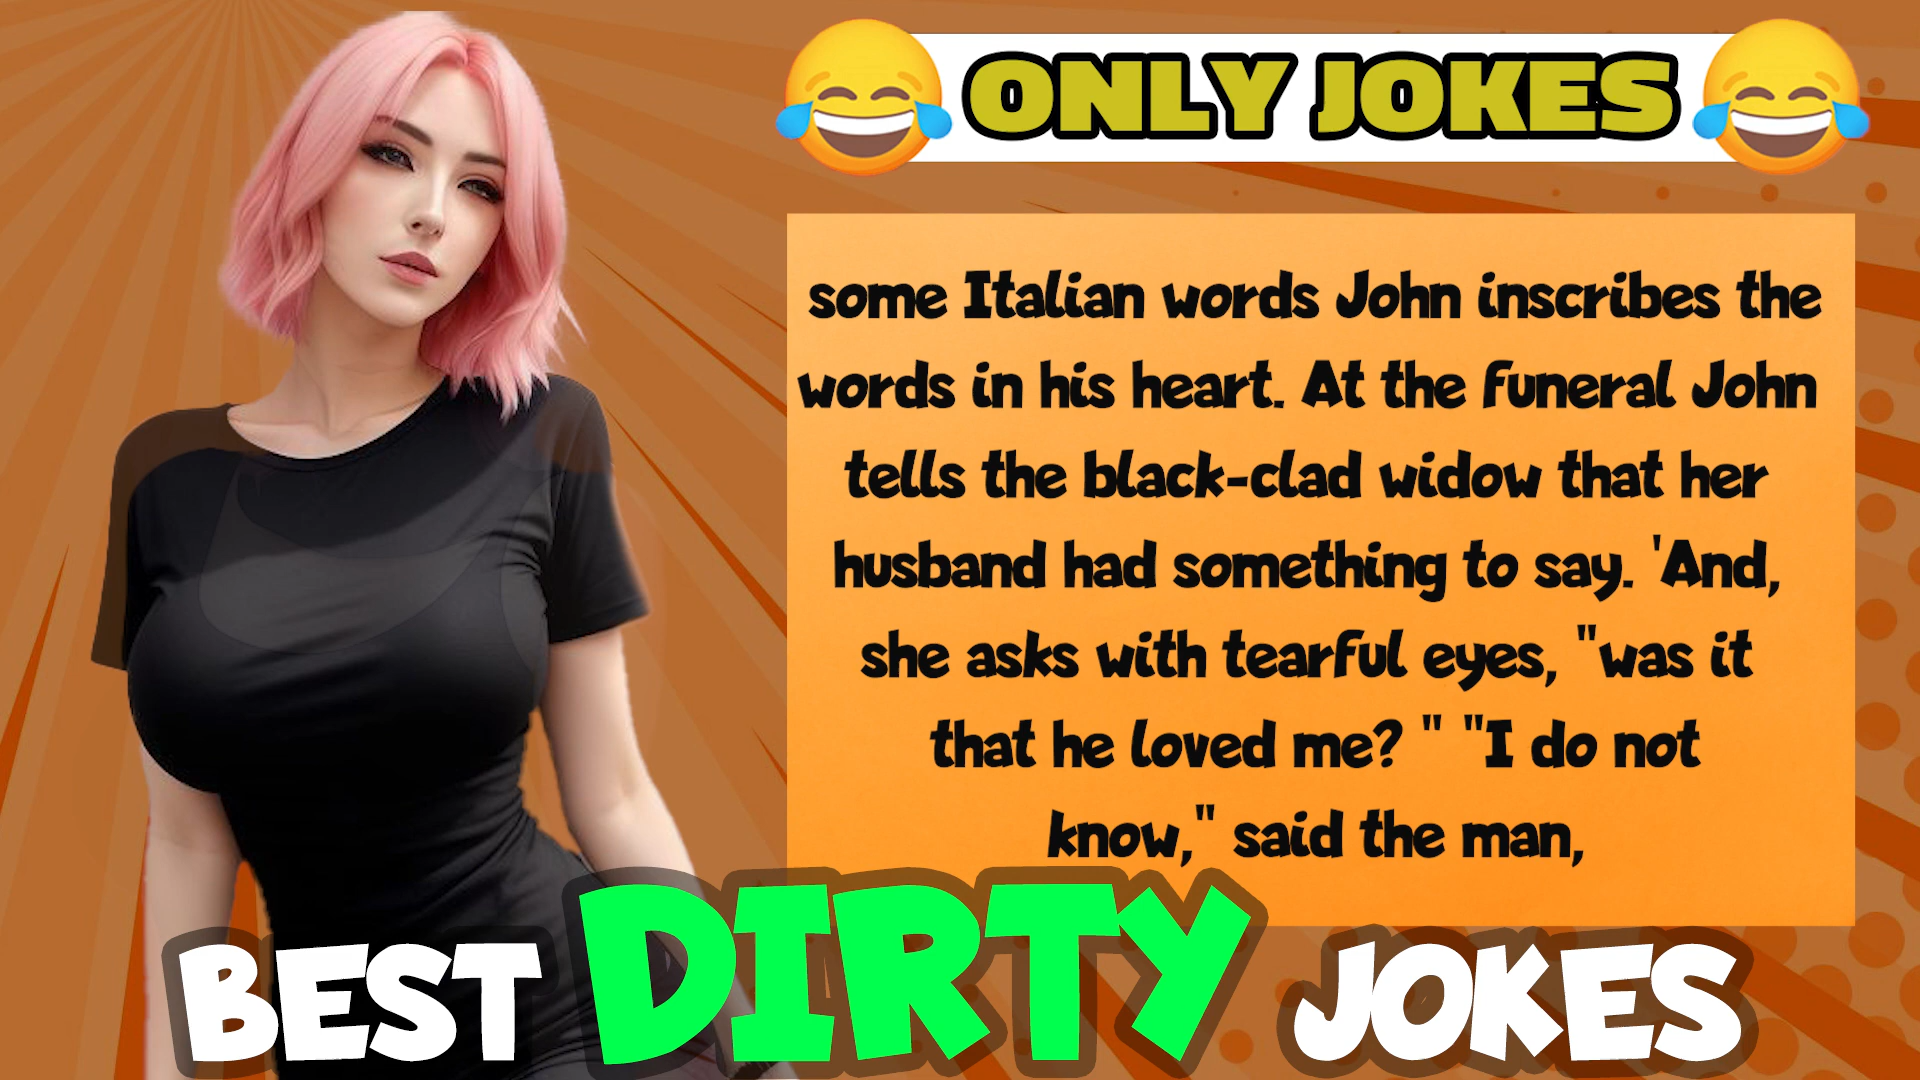 ONLY JOKES
some Italian words John inscribes the
words in his heart. At the funeral John
tells the black-clad widow that her
husband had something to say. 'And,
she asks with tearful eyes, "was it
that he loved me? " "I do not
know," said the man,
BEST DIRTY JOKES